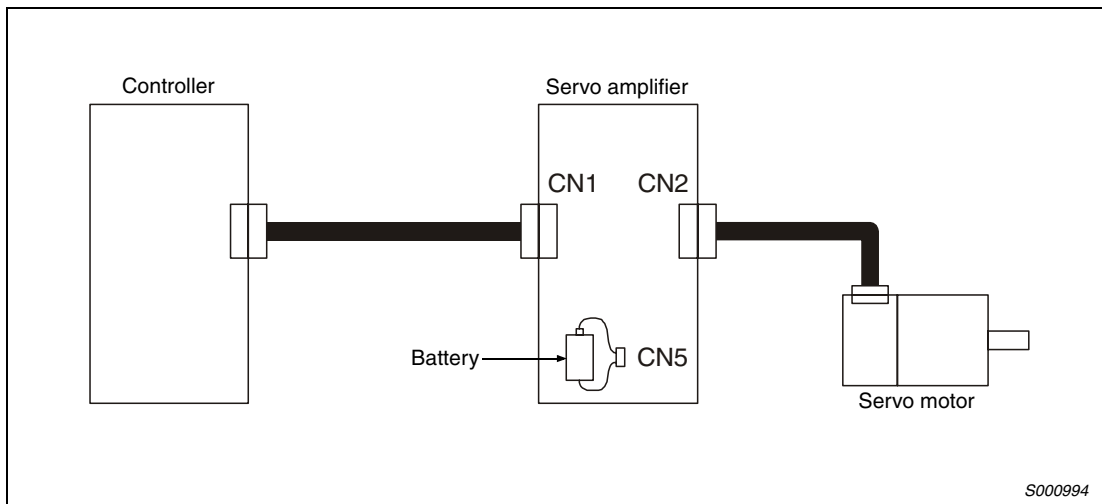 Controller
Servo amplifier
CN1
CN2
Battery
CN5
Servo motor
S000994